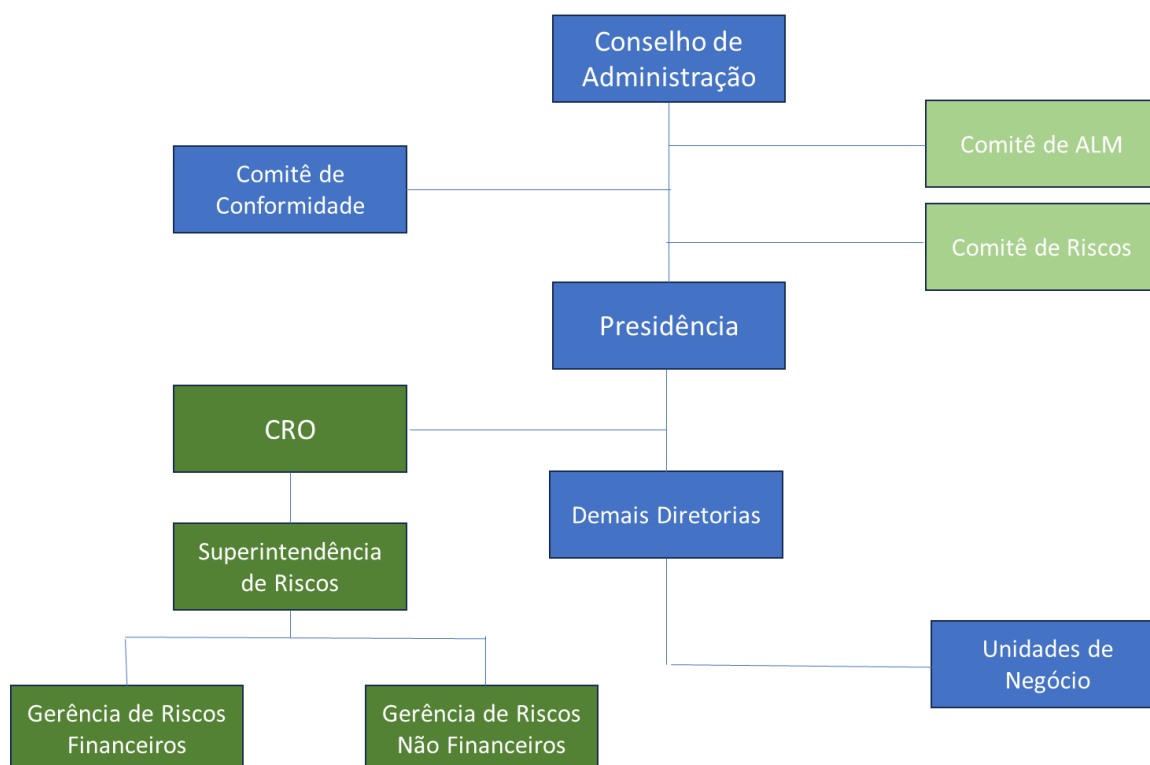 Conselho de
Administração
Comitê de ALM
Comitê de
Conformidade
Comitê de Riscos
Presidência
CRO
Demais Diretorias
Superintendência
de Riscos
Unidades de
Negócio
Gerência de Riscos
Financeiros
Gerência de Riscos
Não Financeiros